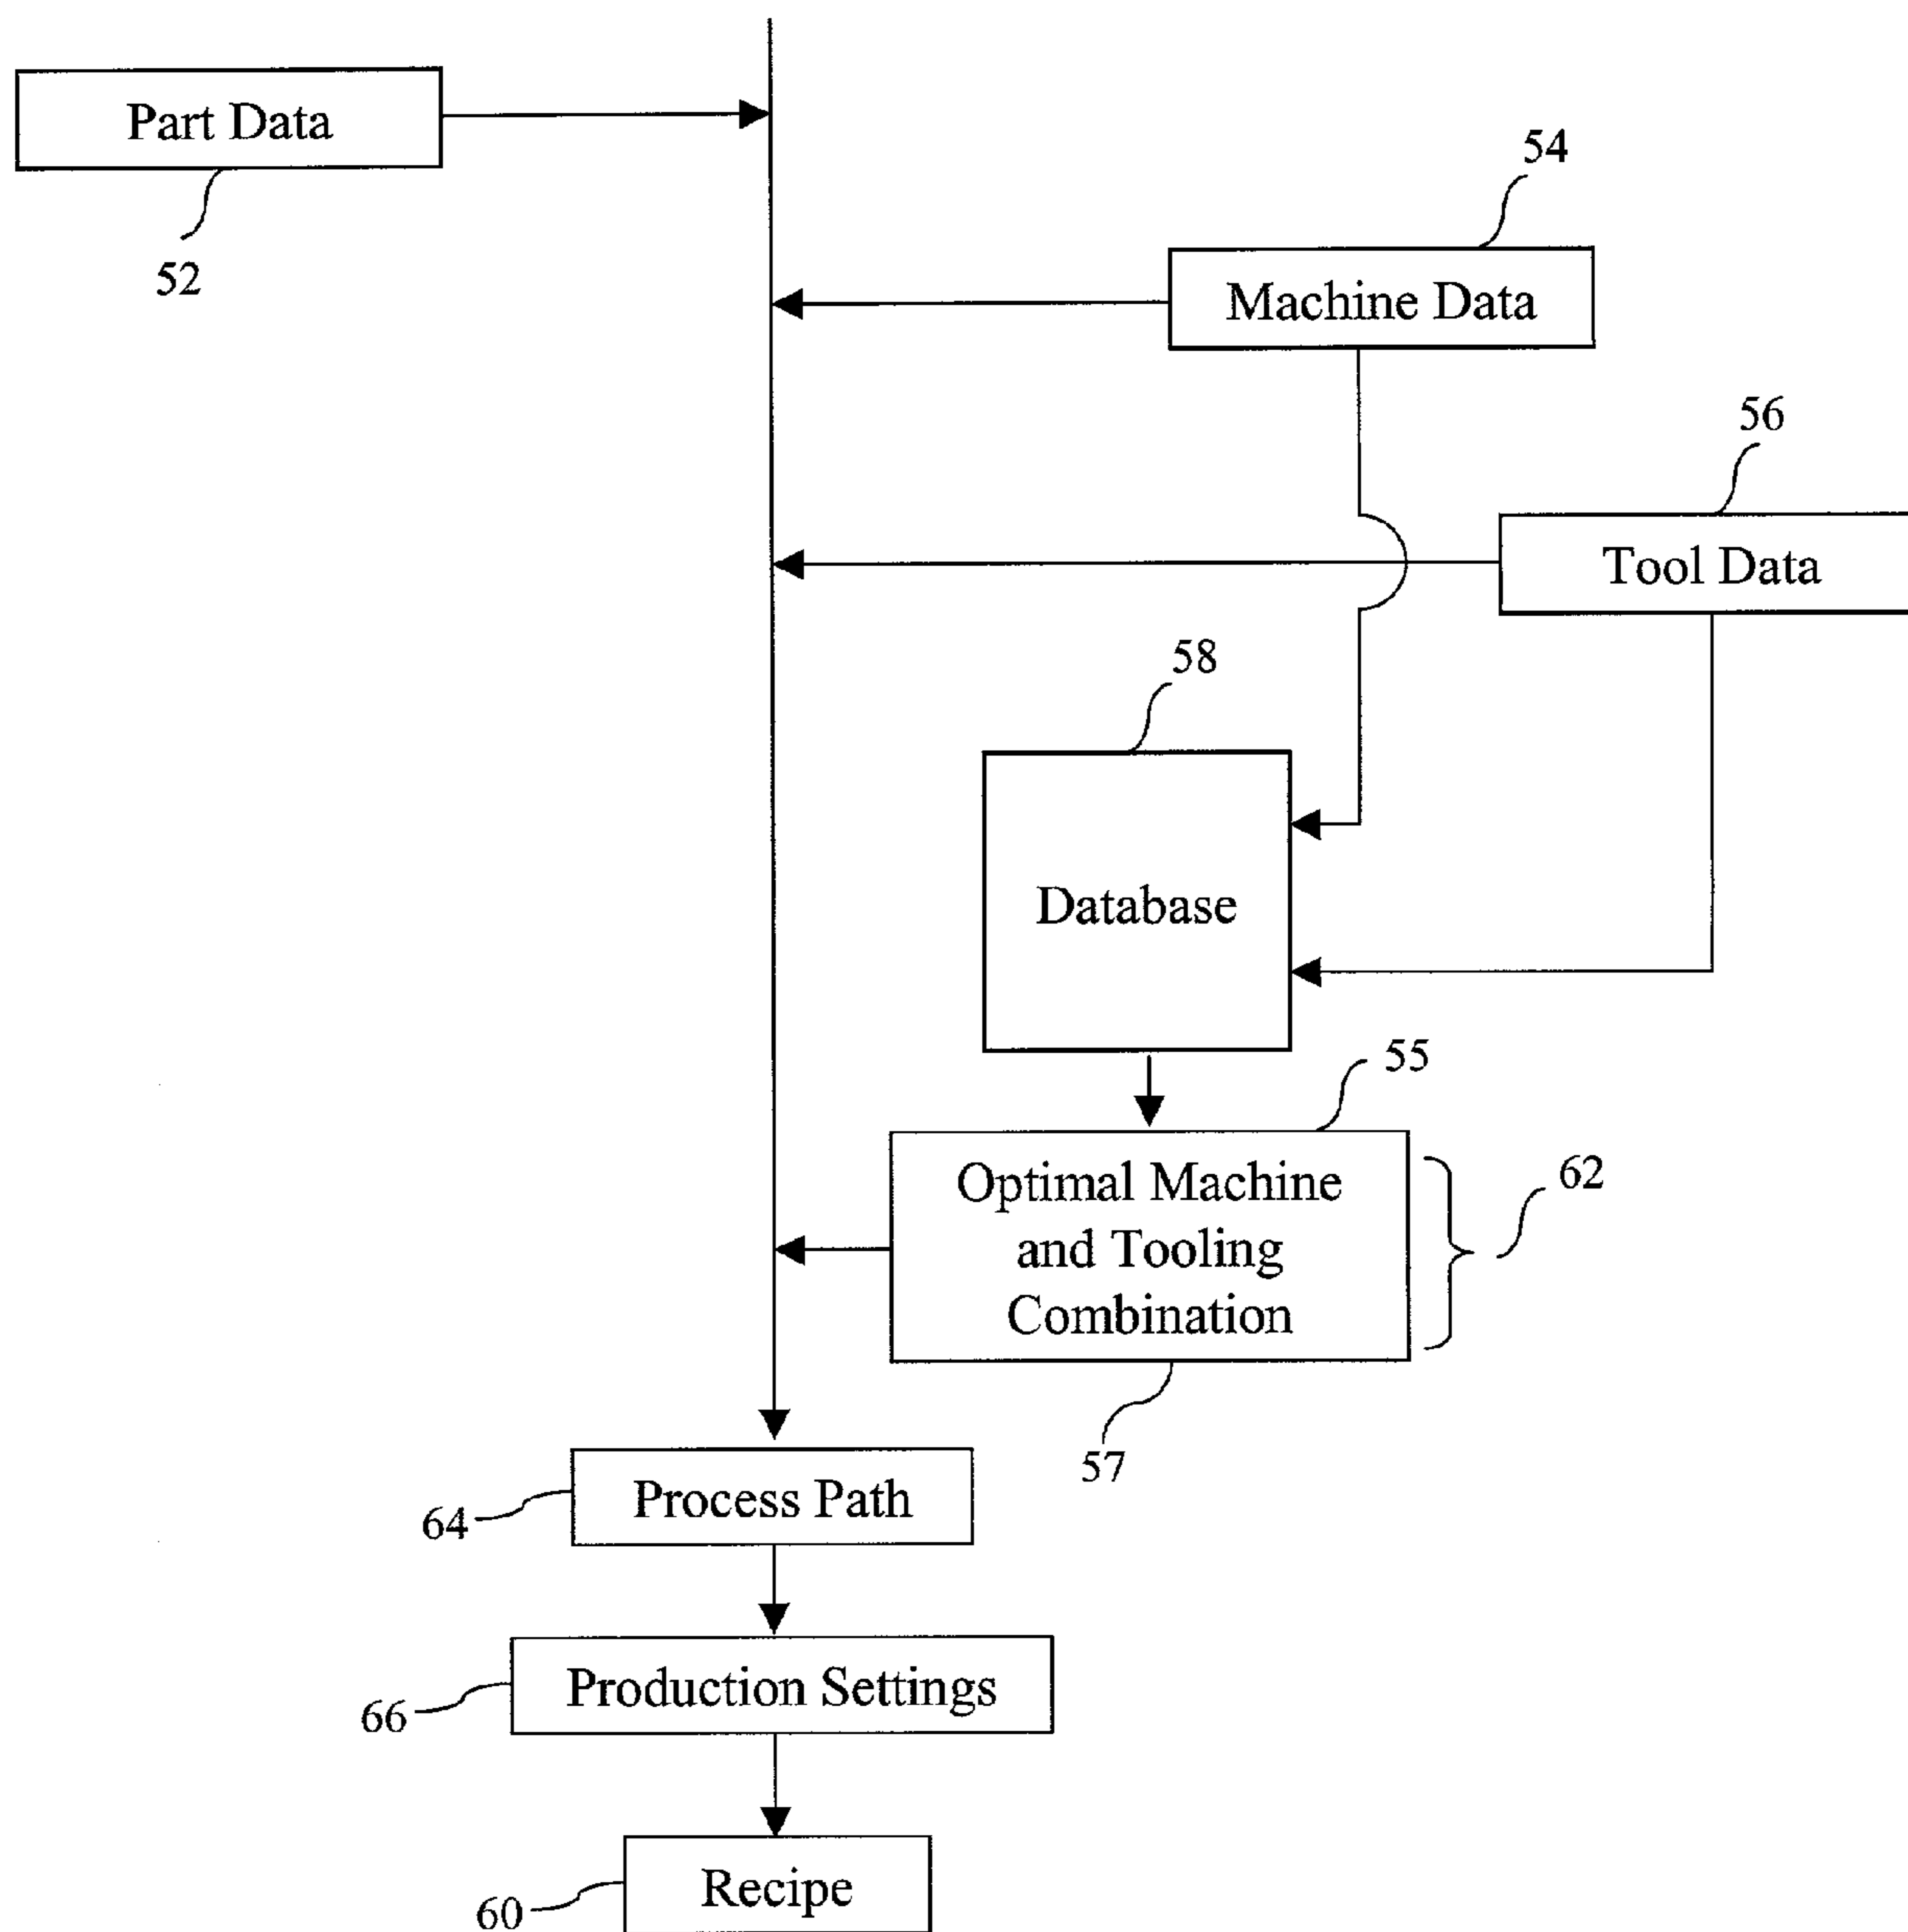 Part Data
52
54
Machine Data
56
Tool Data
58
Database
55
Optimal Machine
and Tooling
Combination
62
57
Process Path
64
Production Settings
66
Recipe
60